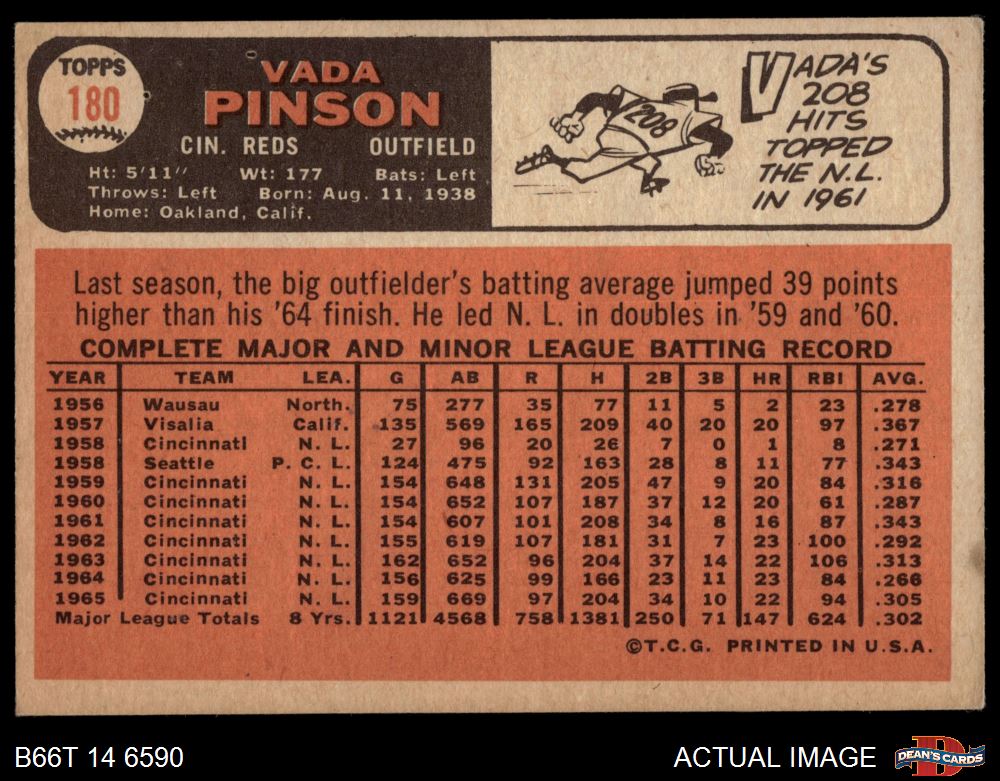 TOPPS
180
VADA
PINSON
CIN. REDS OUTFIELD
Ht: 5'11" Wt: 177 Bats: Left
Throws: Left Born: Aug. 11, 1938
Home: Oakland, Calif.
208
VADA'S
208
HITS
TOPPED
THE N.L.
IN 1961
Last season, the big outfielder's batting average jumped 39 points
higher than his '64 finish. He led N. L. in doubles in '59 and '60.
COMPLETE MAJOR AND MINOR LEAGUE BATTING RECORD
YEAR TEAM LEA. G AB R H 2B 3B HR RBI AVG.
1956 Wausau North. 75 277 35 77 11 5 2 23 .278
1957 Visalia Calif. 135 569 165 209 40 20 20 97 .367
1958 Cincinnati N. L. 27 96 20 26 7 0 1 8 .271
1958 Seattle P. C. L. 124 475 92 163 28 8 11 77 .343
1959 Cincinnati N. L. 154 648 131 205 47 9 20 84 .316
1960 Cincinnati N. L. 154 652 107 187 37 12 20 61 .287
1961 Cincinnati N. L. 154 607 101 208 34 8 16 87 .343
1962 Cincinnati N. L. 155 619 107 181 31 7 23 100 .292
1963 Cincinnati N. L. 162 652 96 204 37 14 22 106 .313
1964 Cincinnati N. L. 156 625 99 166 23 11 23 84 .266
1965 Cincinnati N. L. 159 669 97 204 34 10 22 94 .305
Major League Totals 8 Yrs. 1121 4568 758 1381 250 71 147 624 .302
©T.C.G. PRINTED IN U.S.A.
B66T 14 6590 ACTUAL IMAGE
D
DEAN'S CARDS